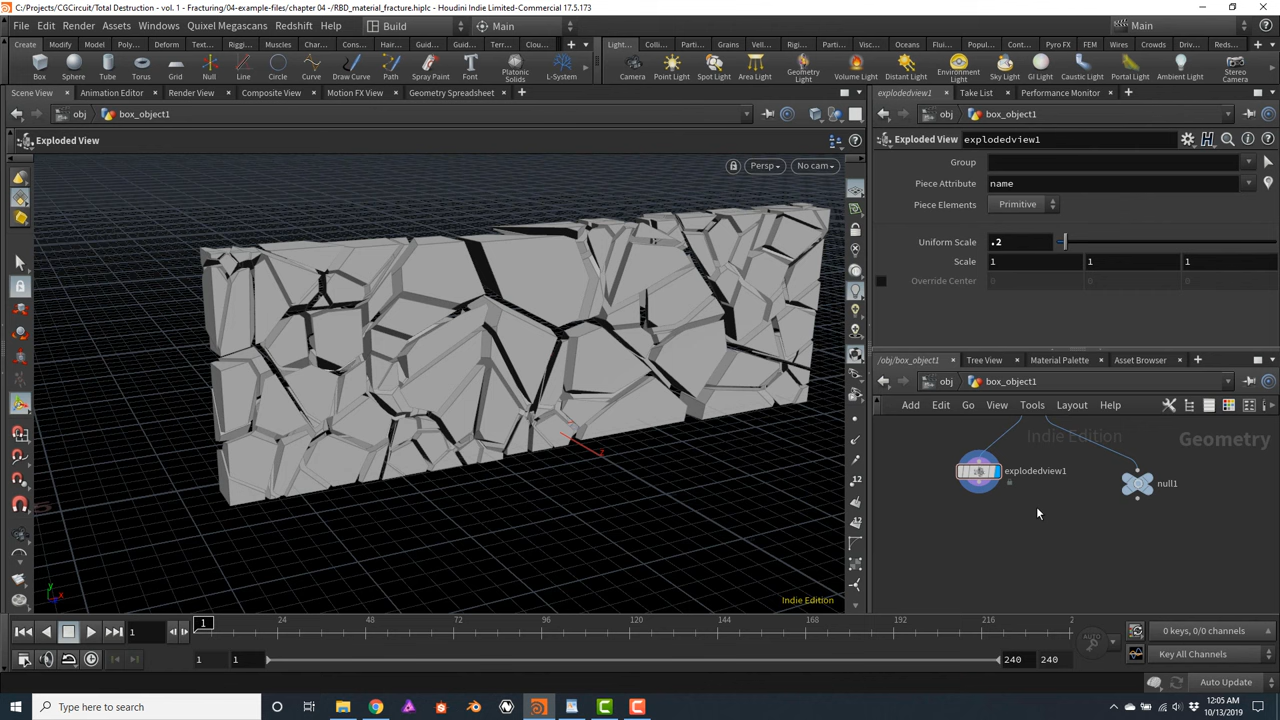 C:/Projects/CGCircuit/Total Destruction - vol. 1 - Fracturing/04-example-files/chapter 04 -/RBD_material_fracture.hiplc - Houdini Indie Limited-Commercial 17.5.173
File Edit Render Assets Windows Quixel Megascans Redshift Help Build Main Main
Create Modify Model Poly... Deform Text... Riggi... Muscles Char... Cons... Hair... Guid... Guid... Terr... Clou... Light... Colli... Parti... Grains Vell... Rigi... Parti... Visc... Oceans Flui... Popul... Cont... Pyro FX FEM Wires Crowds Driv... Reds...
Box Sphere Tube Torus Grid Null Line Circle Curve Draw Curve Path Spray Paint Font Platonic Solids L-System Camera Point Light Spot Light Area Light Geometry Light Volume Light Distant Light Environment Light Sky Light GI Light Caustic Light Portal Light Ambient Light Stereo Camera
Scene View Animation Editor Render View Composite View Motion FX View Geometry Spreadsheet explodedview1 Take List Performance Monitor
obj box_object1 obj box_object1
Exploded View Exploded View explodedview1
Persp No cam
Group
Piece Attribute name
Piece Elements Primitive
Uniform Scale .2
Scale 1 1 1
Override Center 0 0 0
/obj/box_object1 Tree View Material Palette Asset Browser
obj box_object1
Add Edit Go View Tools Layout Help
Indie Edition Geometry
explodedview1
null1
12
12
Indie Edition
1 1 24 48 72 96 120 144 168 192 216 2
0 keys, 0/0 channels
1 1 240 240 Key All Channels
AUTO
Auto Update
Type here to search
12:05 AM
10/13/2019